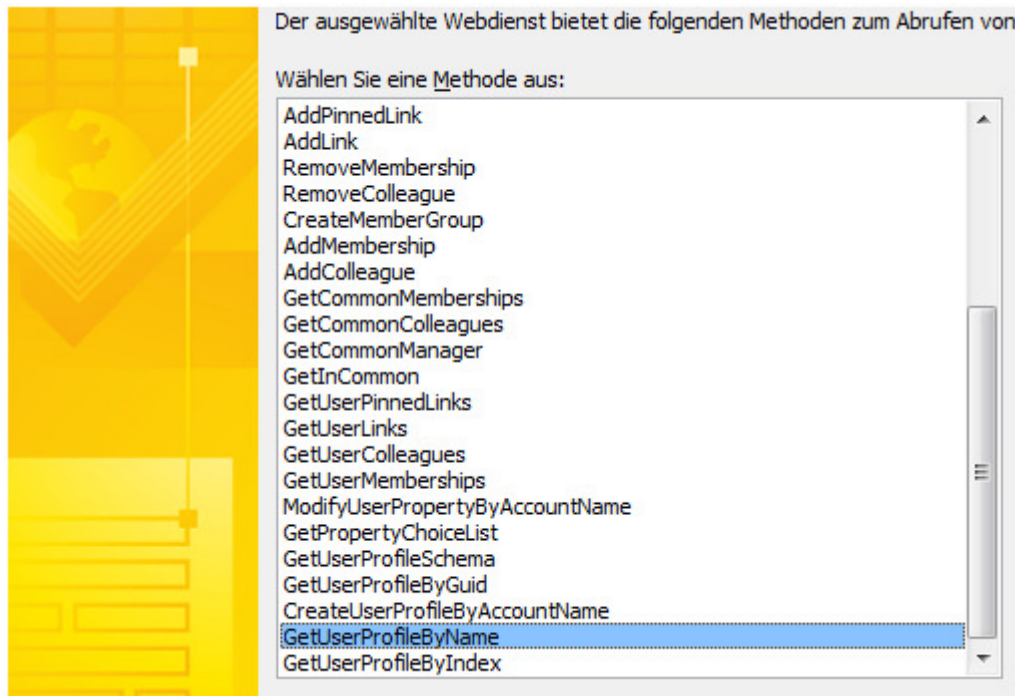 Der ausgewählte Webdienst bietet die folgenden Methoden zum Abrufen von
Wählen Sie eine Methode aus:
AddPinnedLink
AddLink
RemoveMembership
RemoveColleague
CreateMemberGroup
AddMembership
AddColleague
GetCommonMemberships
GetCommonColleagues
GetCommonManager
GetInCommon
GetUserPinnedLinks
GetUserLinks
GetUserColleagues
GetUserMemberships
ModifyUserPropertyByAccountName
GetPropertyChoiceList
GetUserProfileSchema
GetUserProfileByGuid
CreateUserProfileByAccountName
GetUserProfileByName
GetUserProfileByIndex